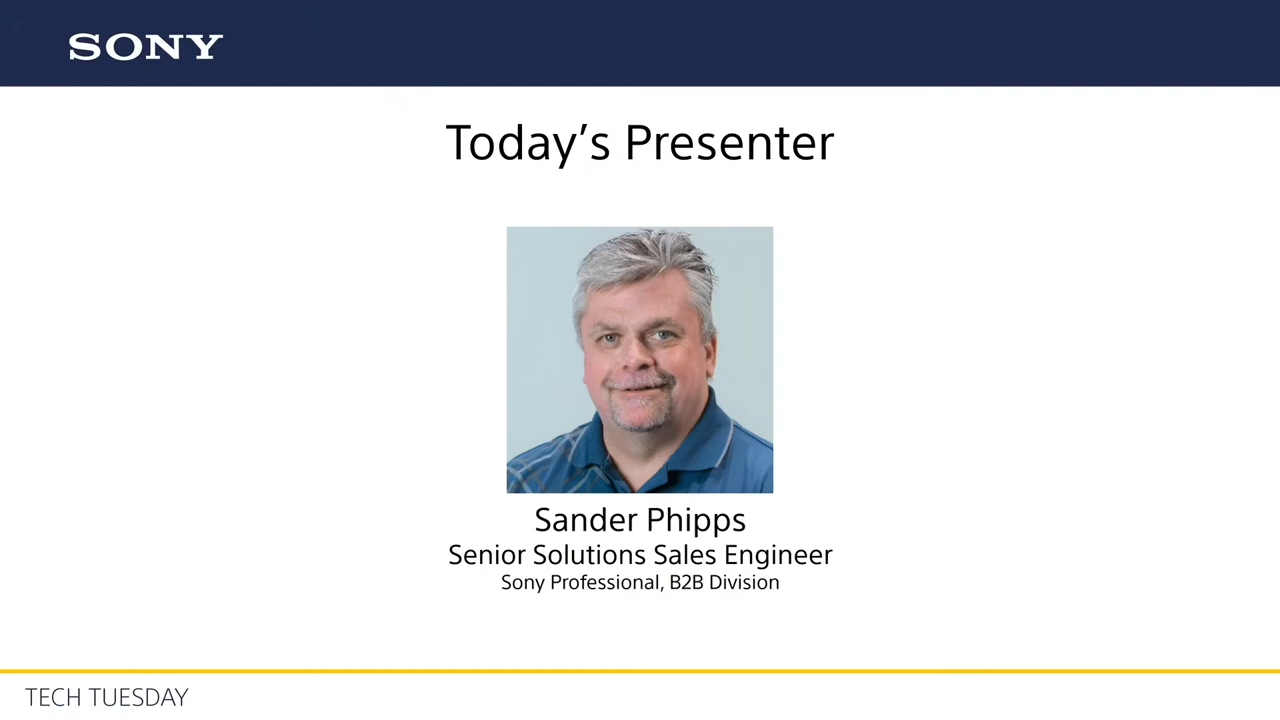 SONY
Today’s Presenter
Sander Phipps
Senior Solutions Sales Engineer
Sony Professional, B2B Division
TECH TUESDAY